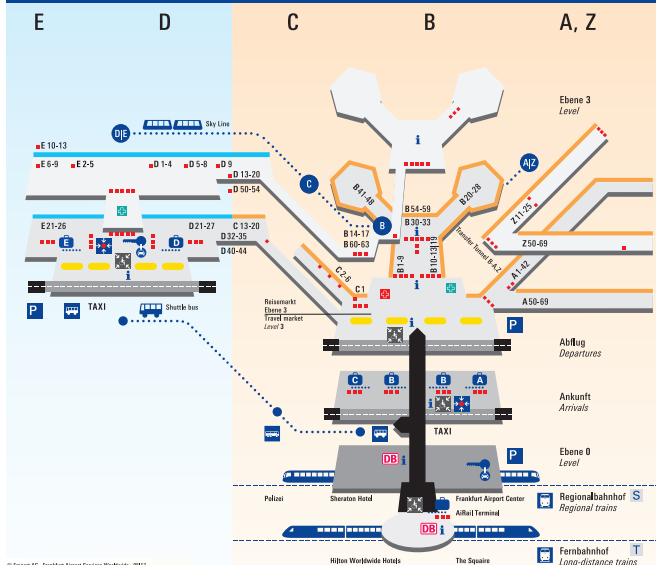 E
D
C
B
A, Z
Ebene 3
Level
Sky Line
D|E
E 10-13
E 6-9
E 2-5
D 1-4
D 5-8
D 9
D 13-20
D 50-54
C
A|Z
B 41-48
B 20-28
B 54-59
B 30-33
B
B 14-17
B 60-63
Z 11-25
Z 50-69
Transfer Tunnel B-A,Z
E 21-26
D 21-27
C 13-20
D 32-35
D 40-44
E
D
B 1-9
B 10-13|19
A 1-42
C 2-6
C 1
A 50-69
Reisemarkt
Ebene 3
Travel market
Level 3
P
TAXI
Shuttle bus
P
Abflug
Departures
C
B
B
A
Ankunft
Arrivals
TAXI
DB
P
Ebene 0
Level
Polizei
Sheraton Hotel
Frankfurt Airport Center
AiRail Terminal
Regionalbahnhof
S
Regional trains
DB
Hilton Worldwide Hotels
The Squaire
Fernbahnhof
T
Long-distance trains